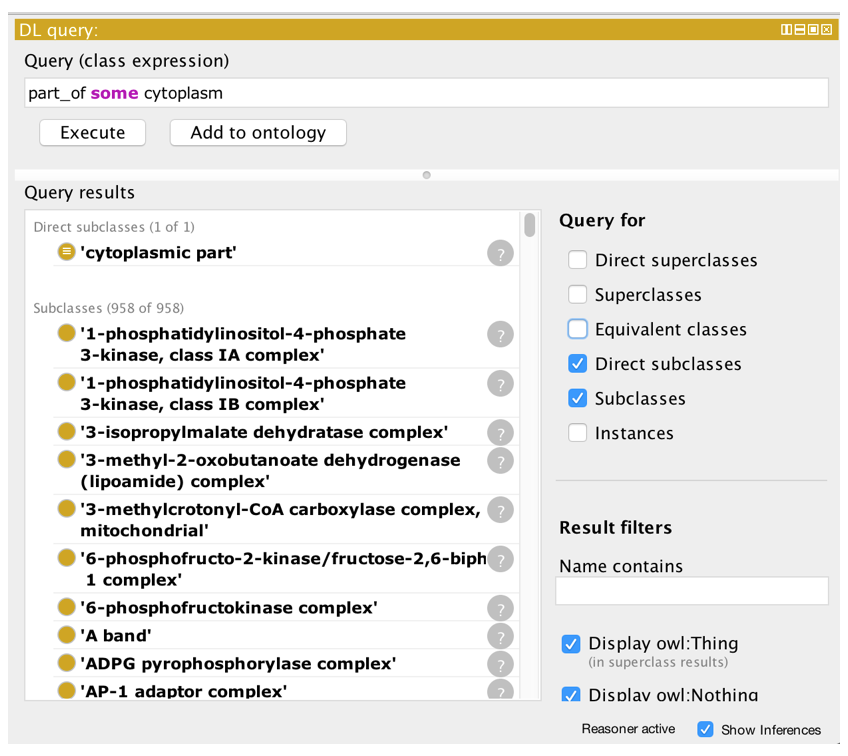 DL query:
Query (class expression)
part_of some cytoplasm
Execute
Add to ontology
Query results
Direct subclasses (1 of 1)
'cytoplasmic part'
?
Subclasses (958 of 958)
'1-phosphatidylinositol-4-phosphate
3-kinase, class IA complex'
?
'1-phosphatidylinositol-4-phosphate
3-kinase, class IB complex'
?
'3-isopropylmalate dehydratase complex'
?
'3-methyl-2-oxobutanoate dehydrogenase
(lipoamide) complex'
?
'3-methylcrotonyl-CoA carboxylase complex,
mitochondrial'
?
'6-phosphofructo-2-kinase/fructose-2,6-biph
1 complex'
?
'6-phosphofructokinase complex'
?
'A band'
?
'ADPG pyrophosphorylase complex'
?
'AP-1 adaptor complex'
?
Query for
Direct superclasses
Superclasses
Equivalent classes
Direct subclasses
Subclasses
Instances
Result filters
Name contains
Display owl:Thing
(in superclass results)
Display owl:Nothing
Reasoner active
Show Inferences